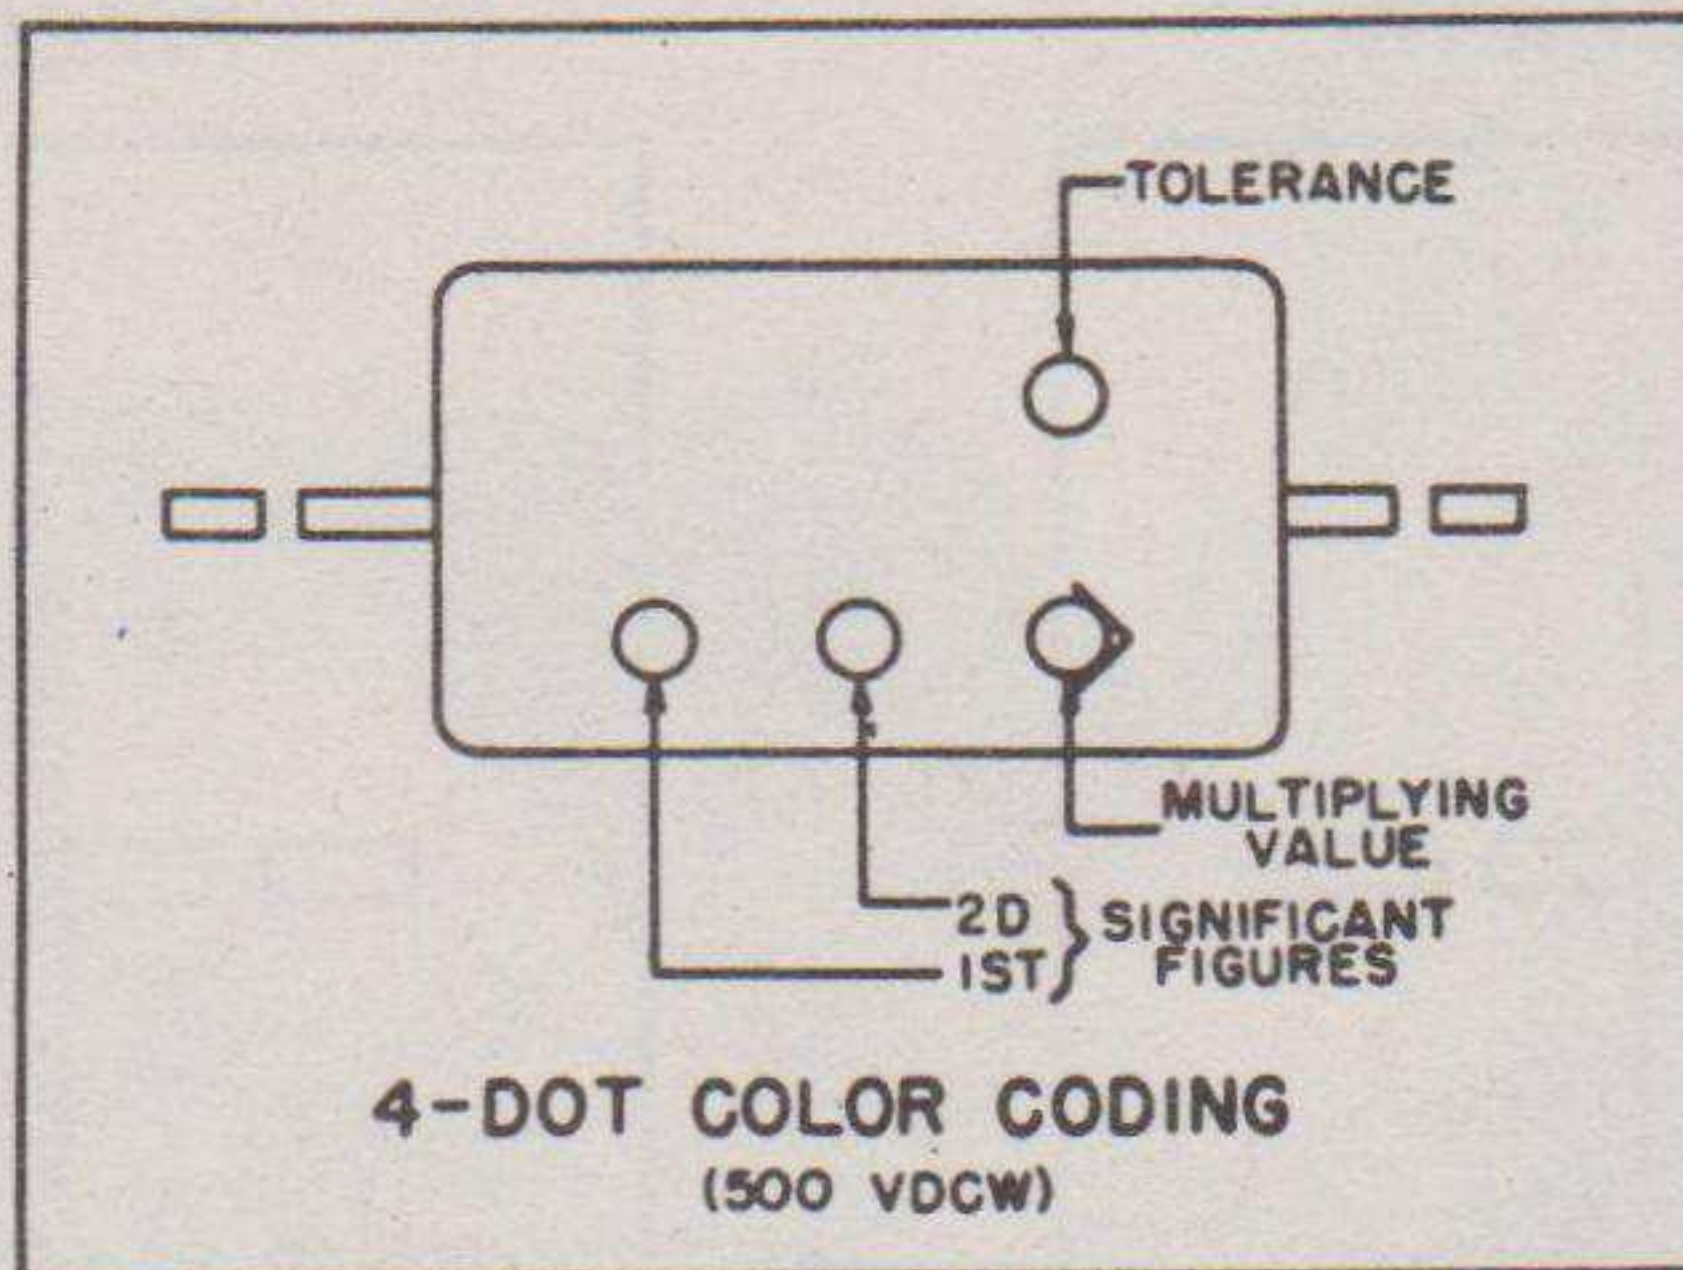 TOLERANCE
MULTIPLYING
VALUE
2D
1ST
SIGNIFICANT
FIGURES
4-DOT COLOR CODING
(500 VDCW)